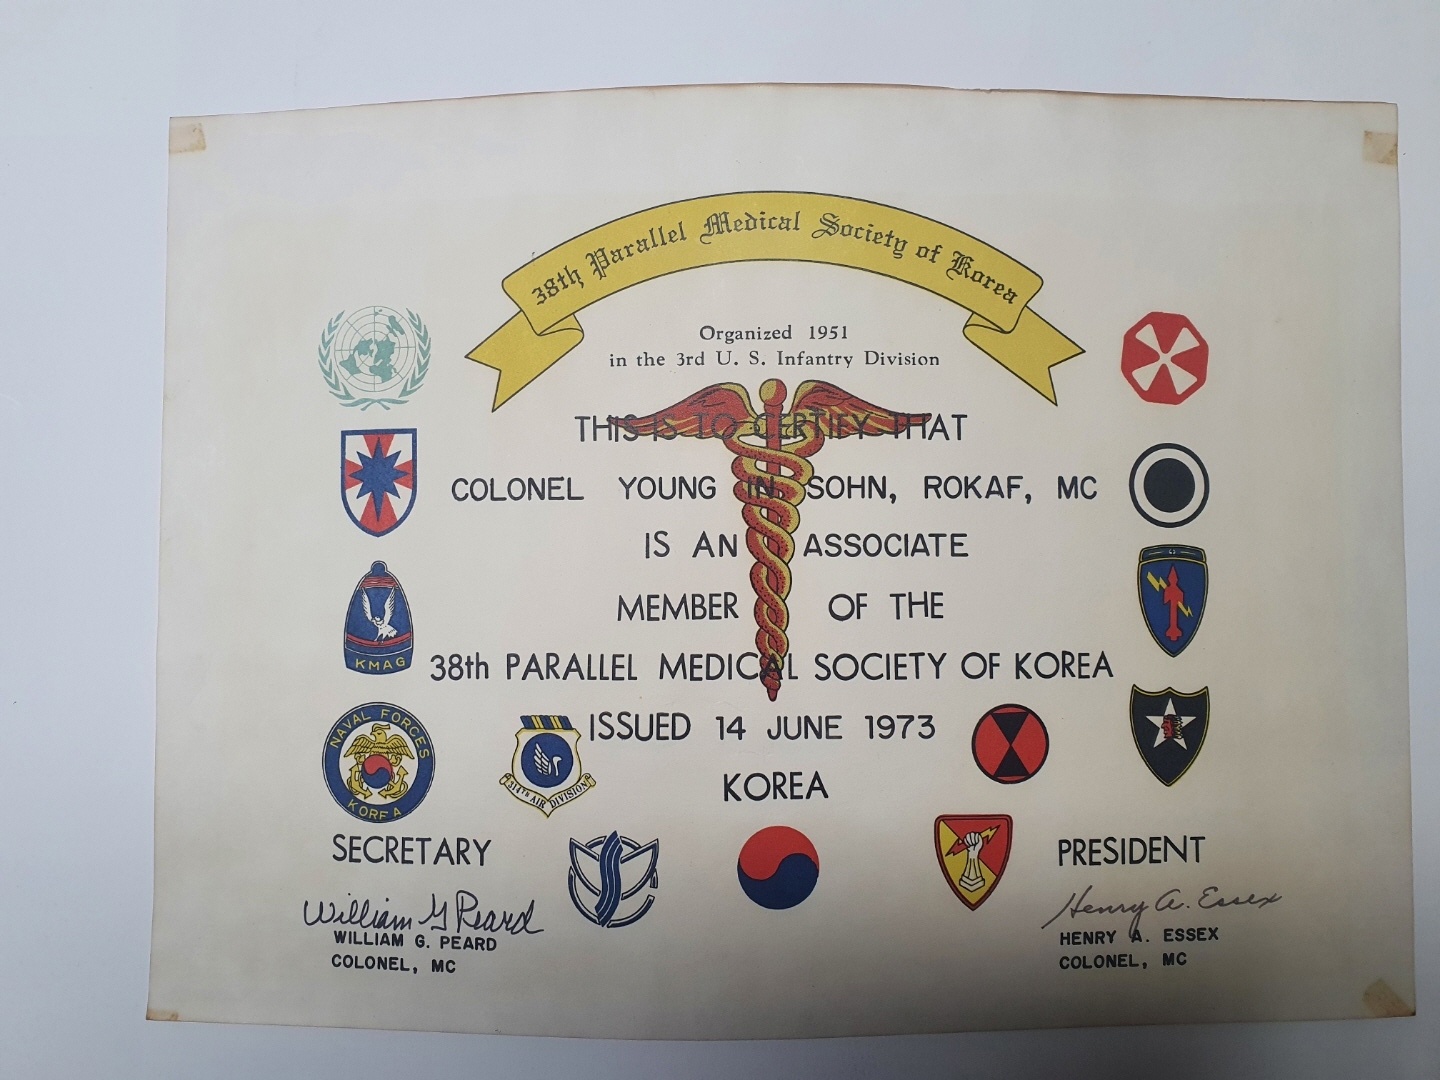 38th Parallel Medical Society of Korea
Organized 1951
in the 3rd U. S. Infantry Division
THIS IS TO CERTIFY THAT
COLONEL YOUNG IN SOHN, ROKAF, MC
IS AN ASSOCIATE
MEMBER OF THE
KMAG
38th PARALLEL MEDICAL SOCIETY OF KOREA
NAVAL FORCES
KOREA
314TH AIR DIVISION
ISSUED 14 JUNE 1973
KOREA
SECRETARY
PRESIDENT
William G Peard
Henry A. Essex
WILLIAM G. PEARD
HENRY A. ESSEX
COLONEL, MC
COLONEL, MC